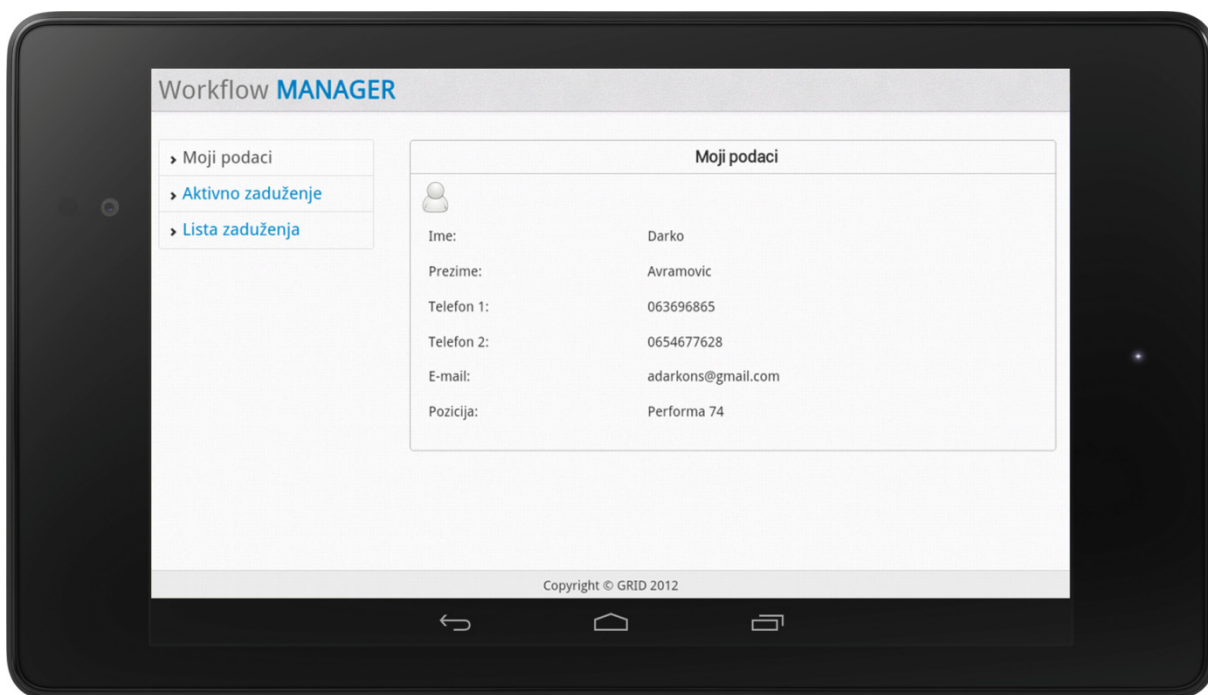 Workflow MANAGER
Moji podaci
Aktivno zaduženje
Lista zaduženja
Moji podaci
Ime: Darko
Prezime: Avramovic
Telefon 1: 063696865
Telefon 2: 0654677628
E-mail: adarkons@gmail.com
Pozicija: Performa 74
Copyright © GRID 2012